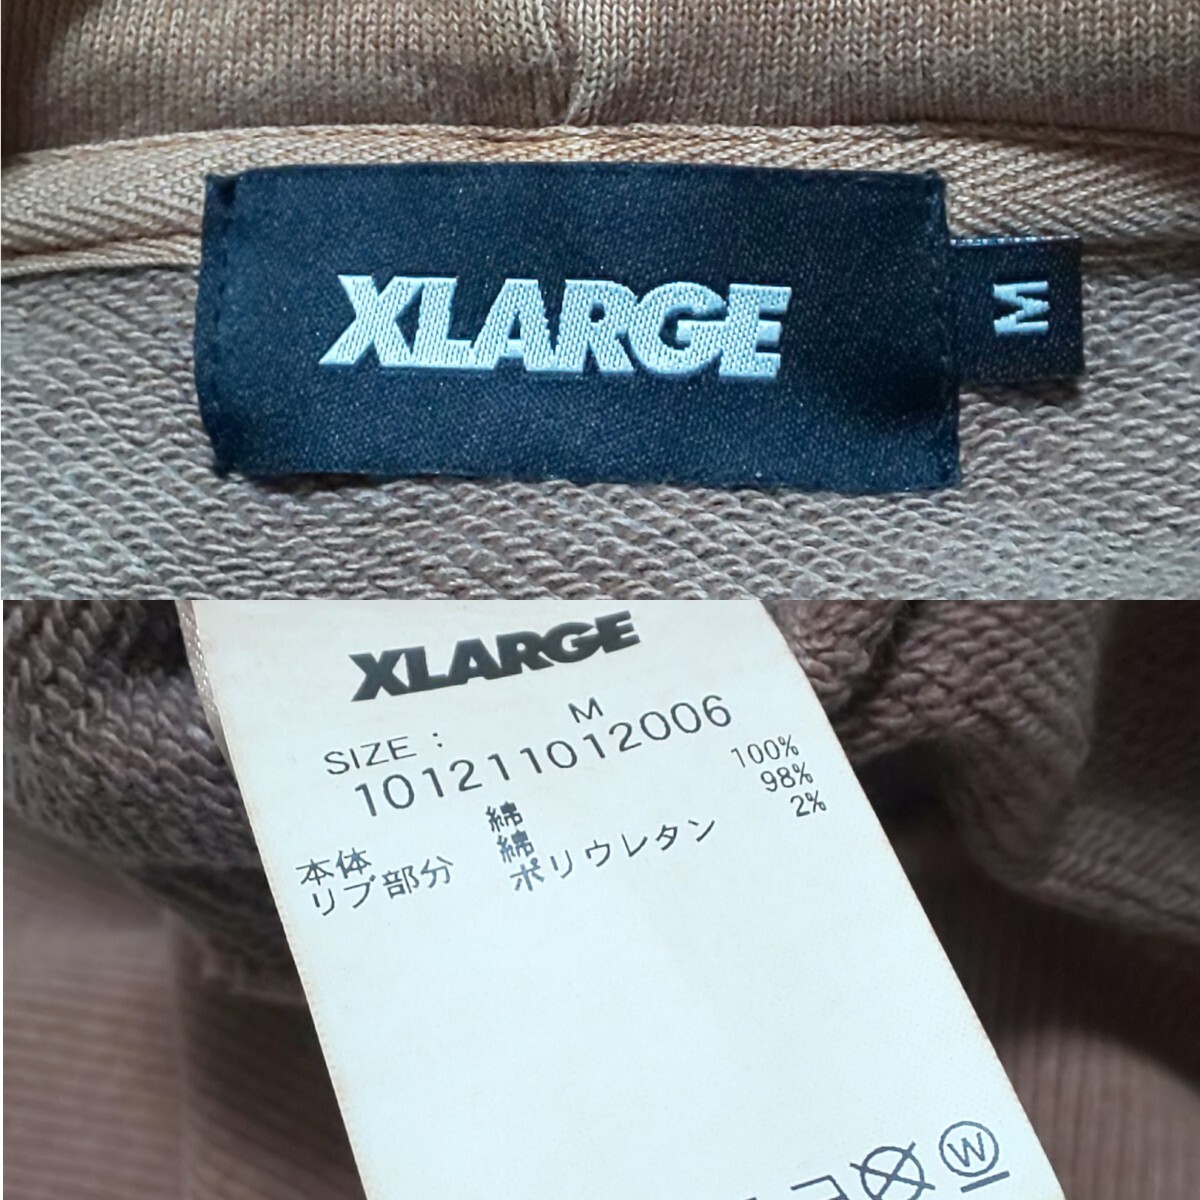 XLARGE
M
XLARGE
SIZE : M
101211012006
本体 綿 100%
リブ部分 綿 98%
ポリウレタン 2%
W